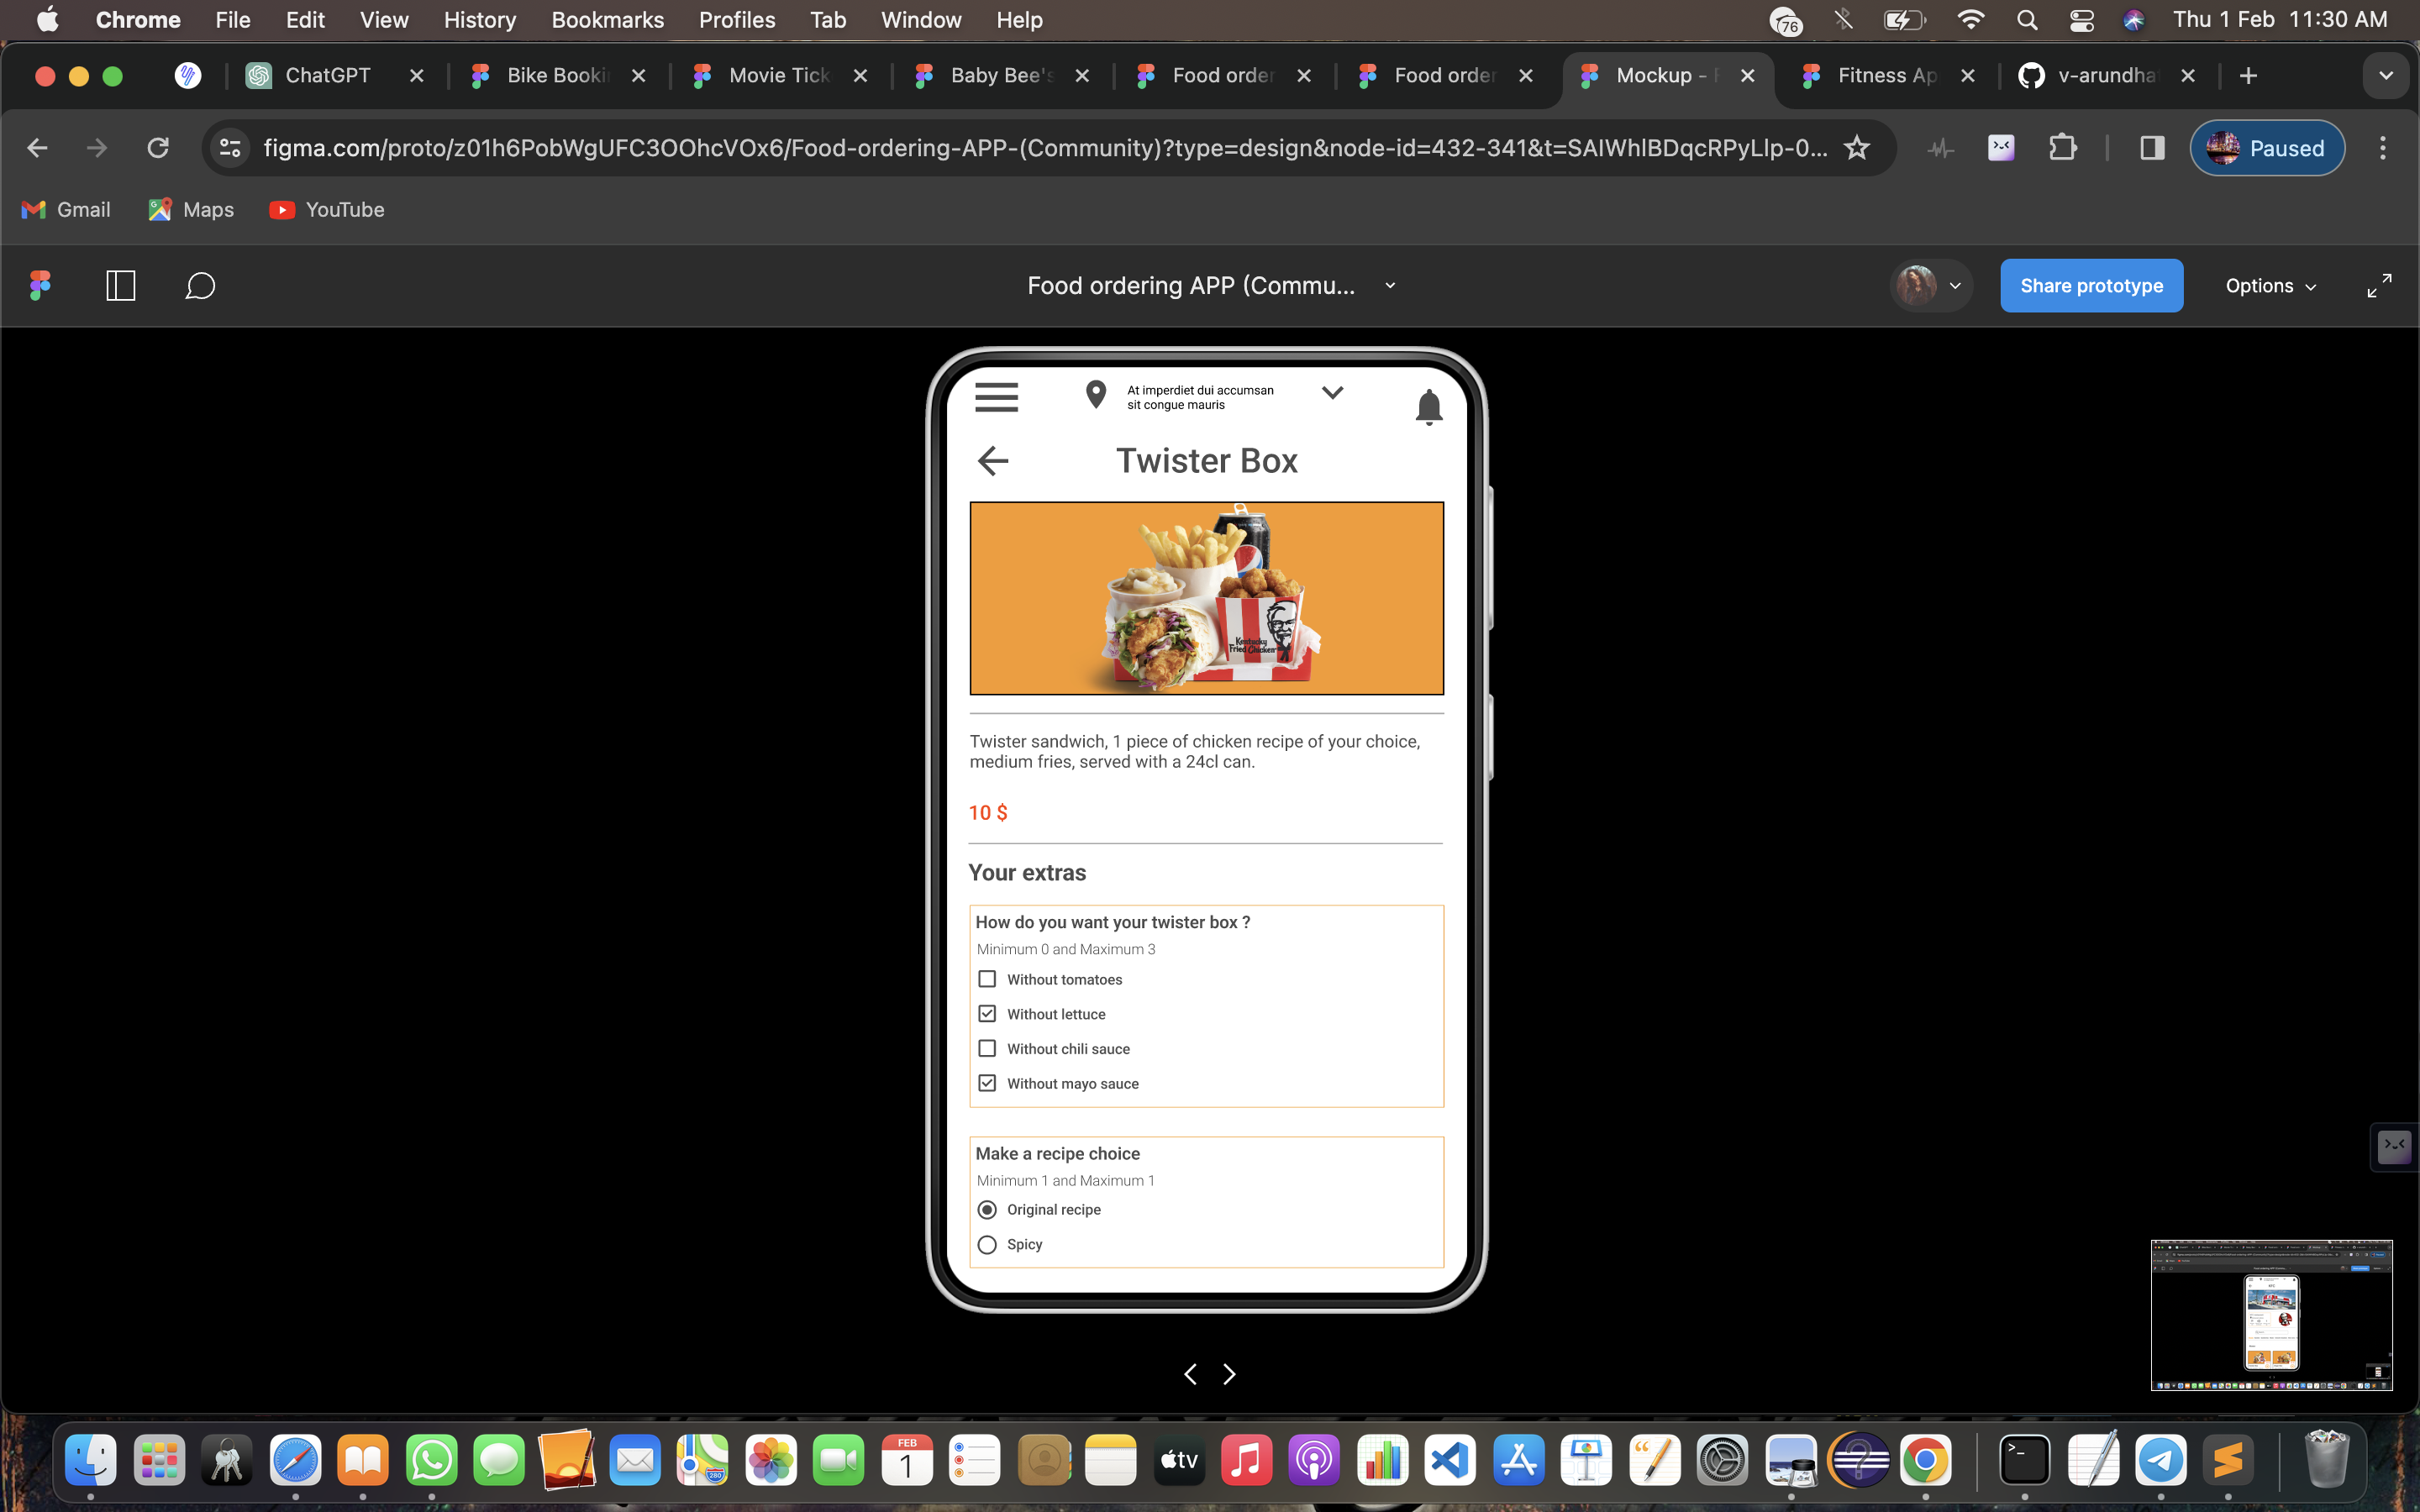 Chrome File Edit View History Bookmarks Profiles Tab Window Help 76 Thu 1 Feb 11:30 AM
ChatGPT Bike Booki Movie Tick Baby Bee's Food order Food order Mockup - Fitness Ap v-arundha
figma.com/proto/z01h6PobWgUFC3OOhcVOx6/Food-ordering-APP-(Community)?type=design&node-id=432-341&t=SAIWhIBDqcRPyLlp-0... Paused
Gmail Maps YouTube
Food ordering APP (Commu... Share prototype Options
At imperdiet dui accumsan
sit congue mauris
Twister Box
Kentucky
Fried Chicken
Twister sandwich, 1 piece of chicken recipe of your choice,
medium fries, served with a 24cl can.
10 $
Your extras
How do you want your twister box ?
Minimum 0 and Maximum 3
Without tomatoes
Without lettuce
Without chili sauce
Without mayo sauce
Make a recipe choice
Minimum 1 and Maximum 1
Original recipe
Spicy
FEB
1
tv
280